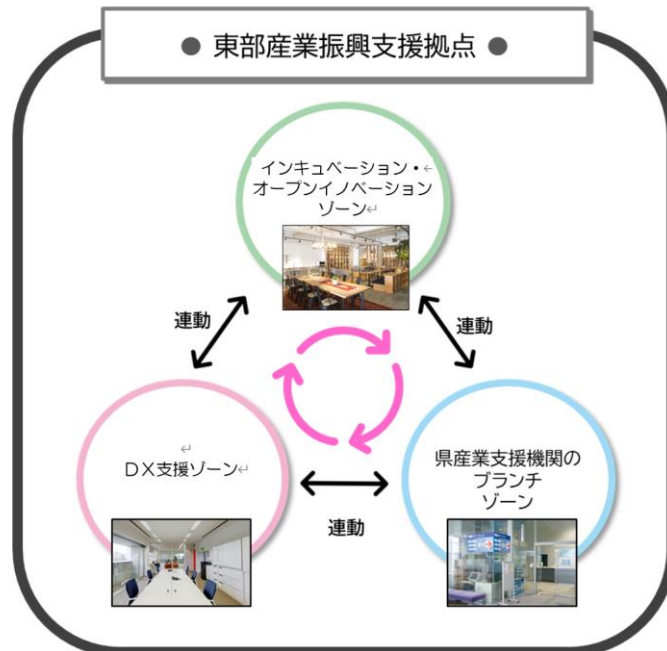 ● 東部産業振興支援拠点 ●
インキュベーション・↵
オープンイノベーション
ゾーン↵
連動
連動
↵
DX支援ゾーン↵
県産業支援機関の
ブランチ
ゾーン
連動